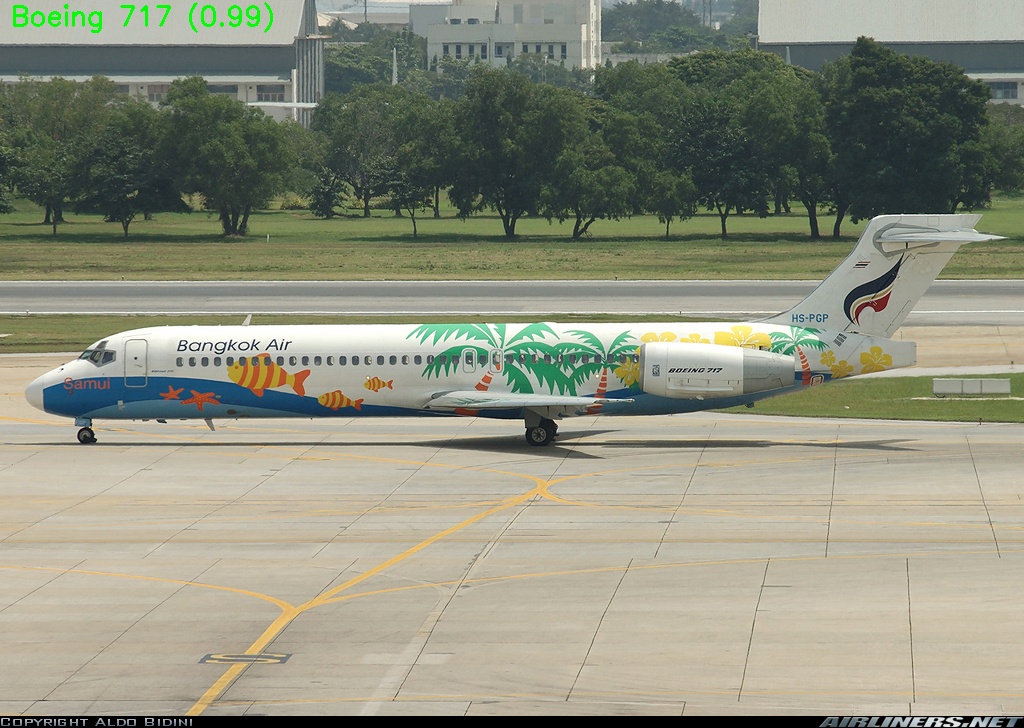 Boeing 717 (0.99)
Bangkok Air
HS-PGP
BOEING 717
Samui
Copyright Aldo Bidini
AIRLINERS.NET